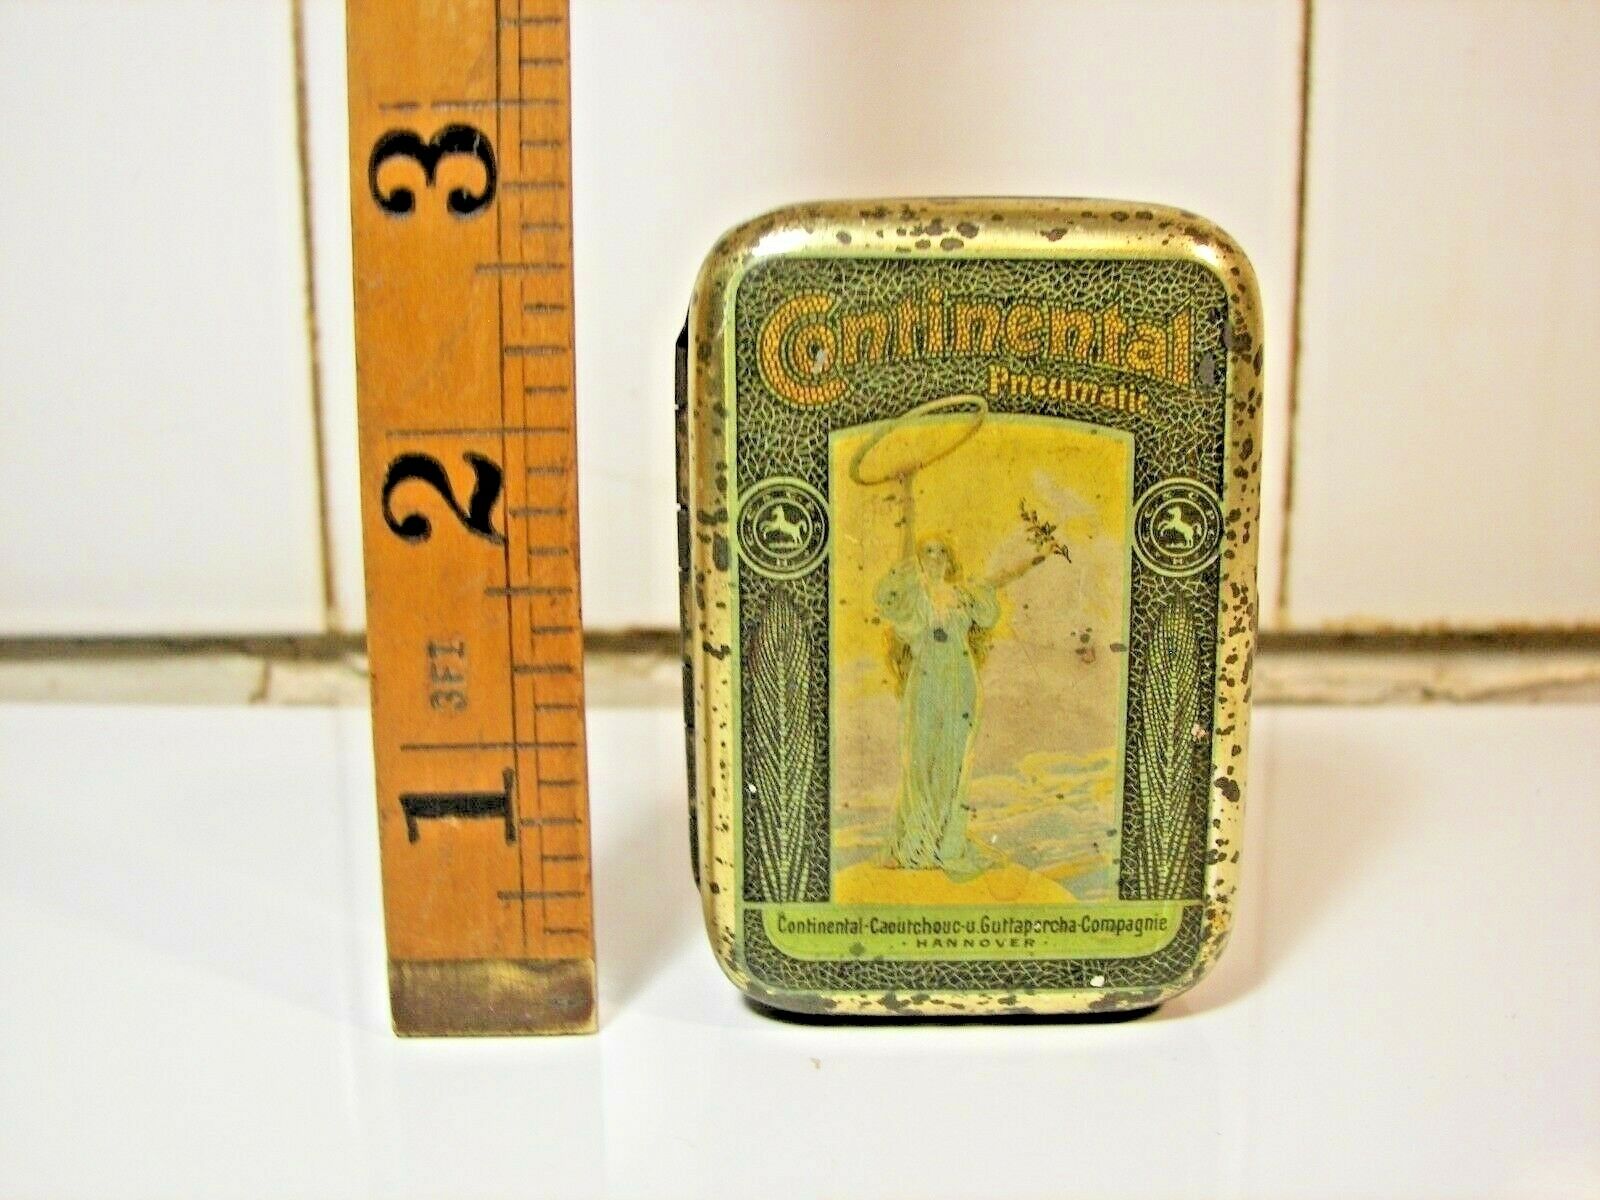 3
2
1
Continental
Pneumatic
Continental-Caoutchouc-u.Guttapercha-Compagnie
· HANNOVER ·